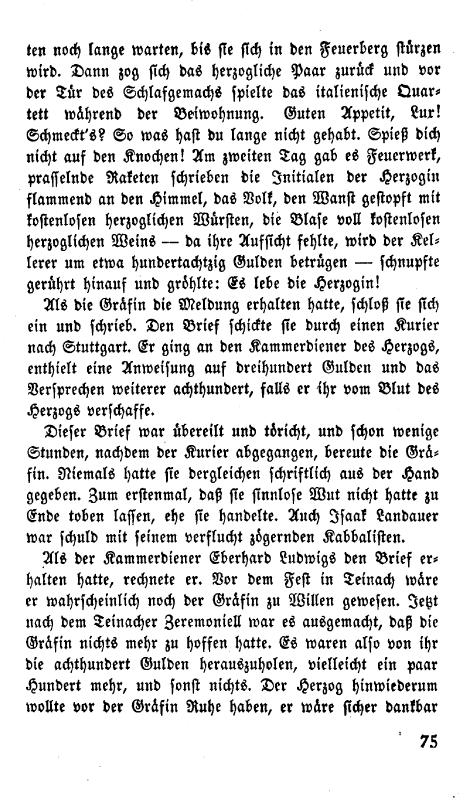 ten noch lange warten, bis sie sich in den Feuerberg stürzen
wird. Dann zog sich das herzogliche Paar zurück und vor
der Tür des Schlafgemachs spielte das italienische Quar-
tett während der Beiwohnung. Guten Appetit, Lux!
Schmeckt's? So was hast du lange nicht gehabt. Spieß dich
nicht auf den Knochen! Am zweiten Tag gab es Feuerwerk,
prasselnde Raketen schrieben die Initialen der Herzogin
flammend an den Himmel, das Volk, den Wanst gestopft mit
kostenlosen herzoglichen Würsten, die Blase voll kostenlosen
herzoglichen Weins — da ihre Aufsicht fehlte, wird der Kel-
lerer um etwa hundertachtzig Gulden betrügen — schnupfte
gerührt hinauf und gröhlte: Es lebe die Herzogin!
Als die Gräfin die Meldung erhalten hatte, schloß sie sich
ein und schrieb. Den Brief schickte sie durch einen Kurier
nach Stuttgart. Er ging an den Kammerdiener des Herzogs,
enthielt eine Anweisung auf dreihundert Gulden und das
Versprechen weiterer achthundert, falls er ihr vom Blut des
Herzogs verschaffe.
Dieser Brief war übereilt und töricht, und schon wenige
Stunden, nachdem der Kurier abgegangen, bereute die Grä-
fin. Niemals hatte sie dergleichen schriftlich aus der Hand
gegeben. Zum erstenmal, daß sie sinnlose Wut nicht hatte zu
Ende toben lassen, ehe sie handelte. Auch Isaak Landauer
war schuld mit seinem verflucht zögernden Kabbalisten.
Als der Kammerdiener Eberhard Ludwigs den Brief er-
halten hatte, rechnete er. Vor dem Fest in Teinach wäre
er wahrscheinlich noch der Gräfin zu Willen gewesen. Jetzt
nach dem Teinacher Zeremoniell war es ausgemacht, daß die
Gräfin nichts mehr zu hoffen hatte. Es waren also von ihr
die achthundert Gulden herauszuholen, vielleicht ein paar
Hundert mehr, und sonst nichts. Der Herzog hinwiederum
wollte vor der Gräfin Ruhe haben, er wäre sicher dankbar
75